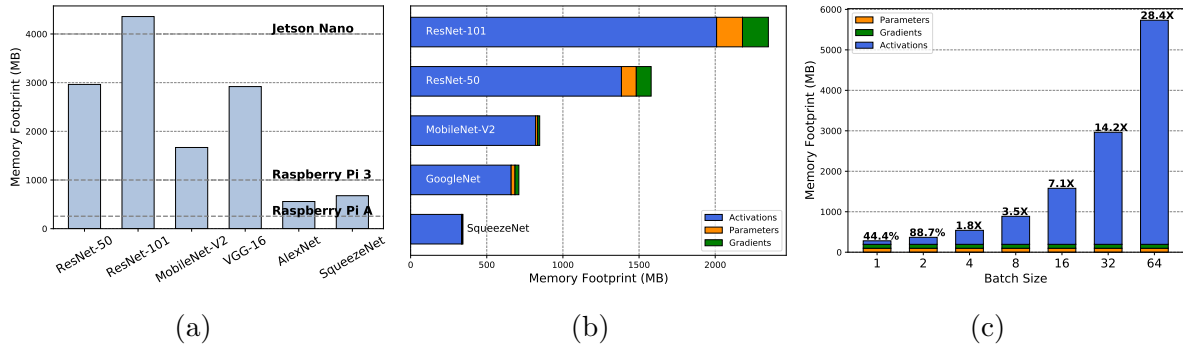 Memory Footprint (MB)
4000
3000
2000
1000
0
Jetson Nano
Raspberry Pi 3
Raspberry Pi A
ResNet-50
ResNet-101
MobileNet-V2
VGG-16
AlexNet
SqueezeNet
(a)
ResNet-101
ResNet-50
MobileNet-V2
GoogleNet
SqueezeNet
Activations
Parameters
Gradients
0 500 1000 1500 2000
Memory Footprint (MB)
(b)
Memory Footprint (MB)
6000
5000
4000
3000
2000
1000
0
Parameters
Gradients
Activations
44.4%
88.7%
1.8X
3.5X
7.1X
14.2X
28.4X
1 2 4 8 16 32 64
Batch Size
(c)